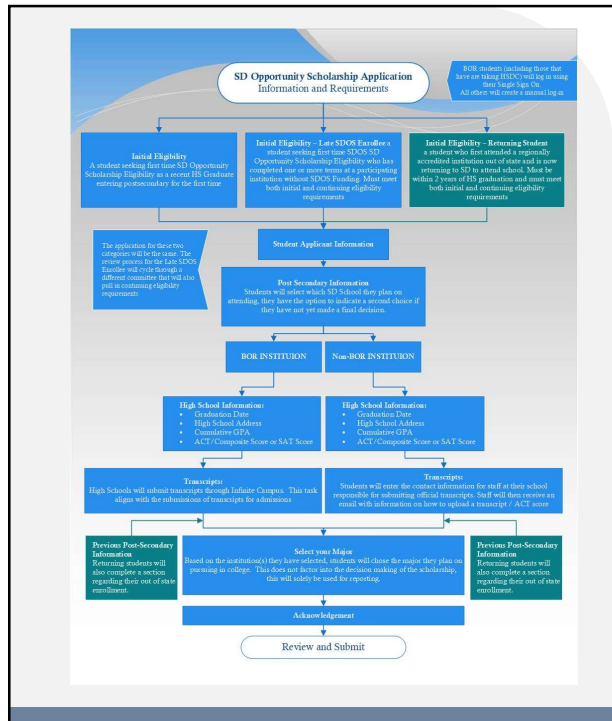 SD Opportunity Scholarship Application
Information and Requirements
BOR students (including those that
have are taking HSDC) will log in using
their Single Sign On.
All others will create a manual log-in
Initial Eligibility
A student seeking first time SD Opportunity
Scholarship Eligibility as a recent HS Graduate
entering postsecondary for the first time
Initial Eligibility – Late SDOS Enrollee a
student seeking first time SDOS SD
Opportunity Scholarship Eligibility who has
completed one or more terms at a participating
institution without SDOS Funding. Must meet
both initial and continuing eligibility
requirements
Initial Eligibility – Returning Student
a student who first attended a regionally
accredited institution out of state and is now
returning to SD to attend school. Must be
within 2 years of HS graduation and must meet
both initial and continuing eligibility
requirements
The application for these two
categories will be the same. The
review process for the Late SDOS
Enrollee will cycle through a
different committee that will also
pull in continuing eligibility
requirements
Student Applicant Information
Post Secondary Information
Students will select which SD School they plan on
attending, they have the option to indicate a second choice if
they have not yet made a final decision.
BOR INSTITUION
Non-BOR INSTITUION
High School Information:
• Graduation Date
• High School Address
• Cumulative GPA
• ACT/Composite Score or SAT Score
High School Information:
• Graduation Date
• High School Address
• Cumulative GPA
• ACT/Composite Score or SAT Score
Transcripts:
High Schools will submit transcripts through Infinite Campus. This task
aligns with the submissions of transcripts for admissions
Transcripts:
Students will enter the contact information for staff at their school
responsible for submitting official transcripts. Staff will then receive an
email with information on how to upload a transcript / ACT score
Previous Post-Secondary
Information
Returning students will
also complete a section
regarding their out of state
enrollment.
Select your Major
Based on the institution(s) they have selected, students will chose the major they plan on
pursuing in college. This does not factor into the decision making of the scholarship,
this will solely be used for reporting.
Previous Post-Secondary
Information
Returning students will
also complete a section
regarding their out of state
enrollment.
Acknowledgement
Review and Submit